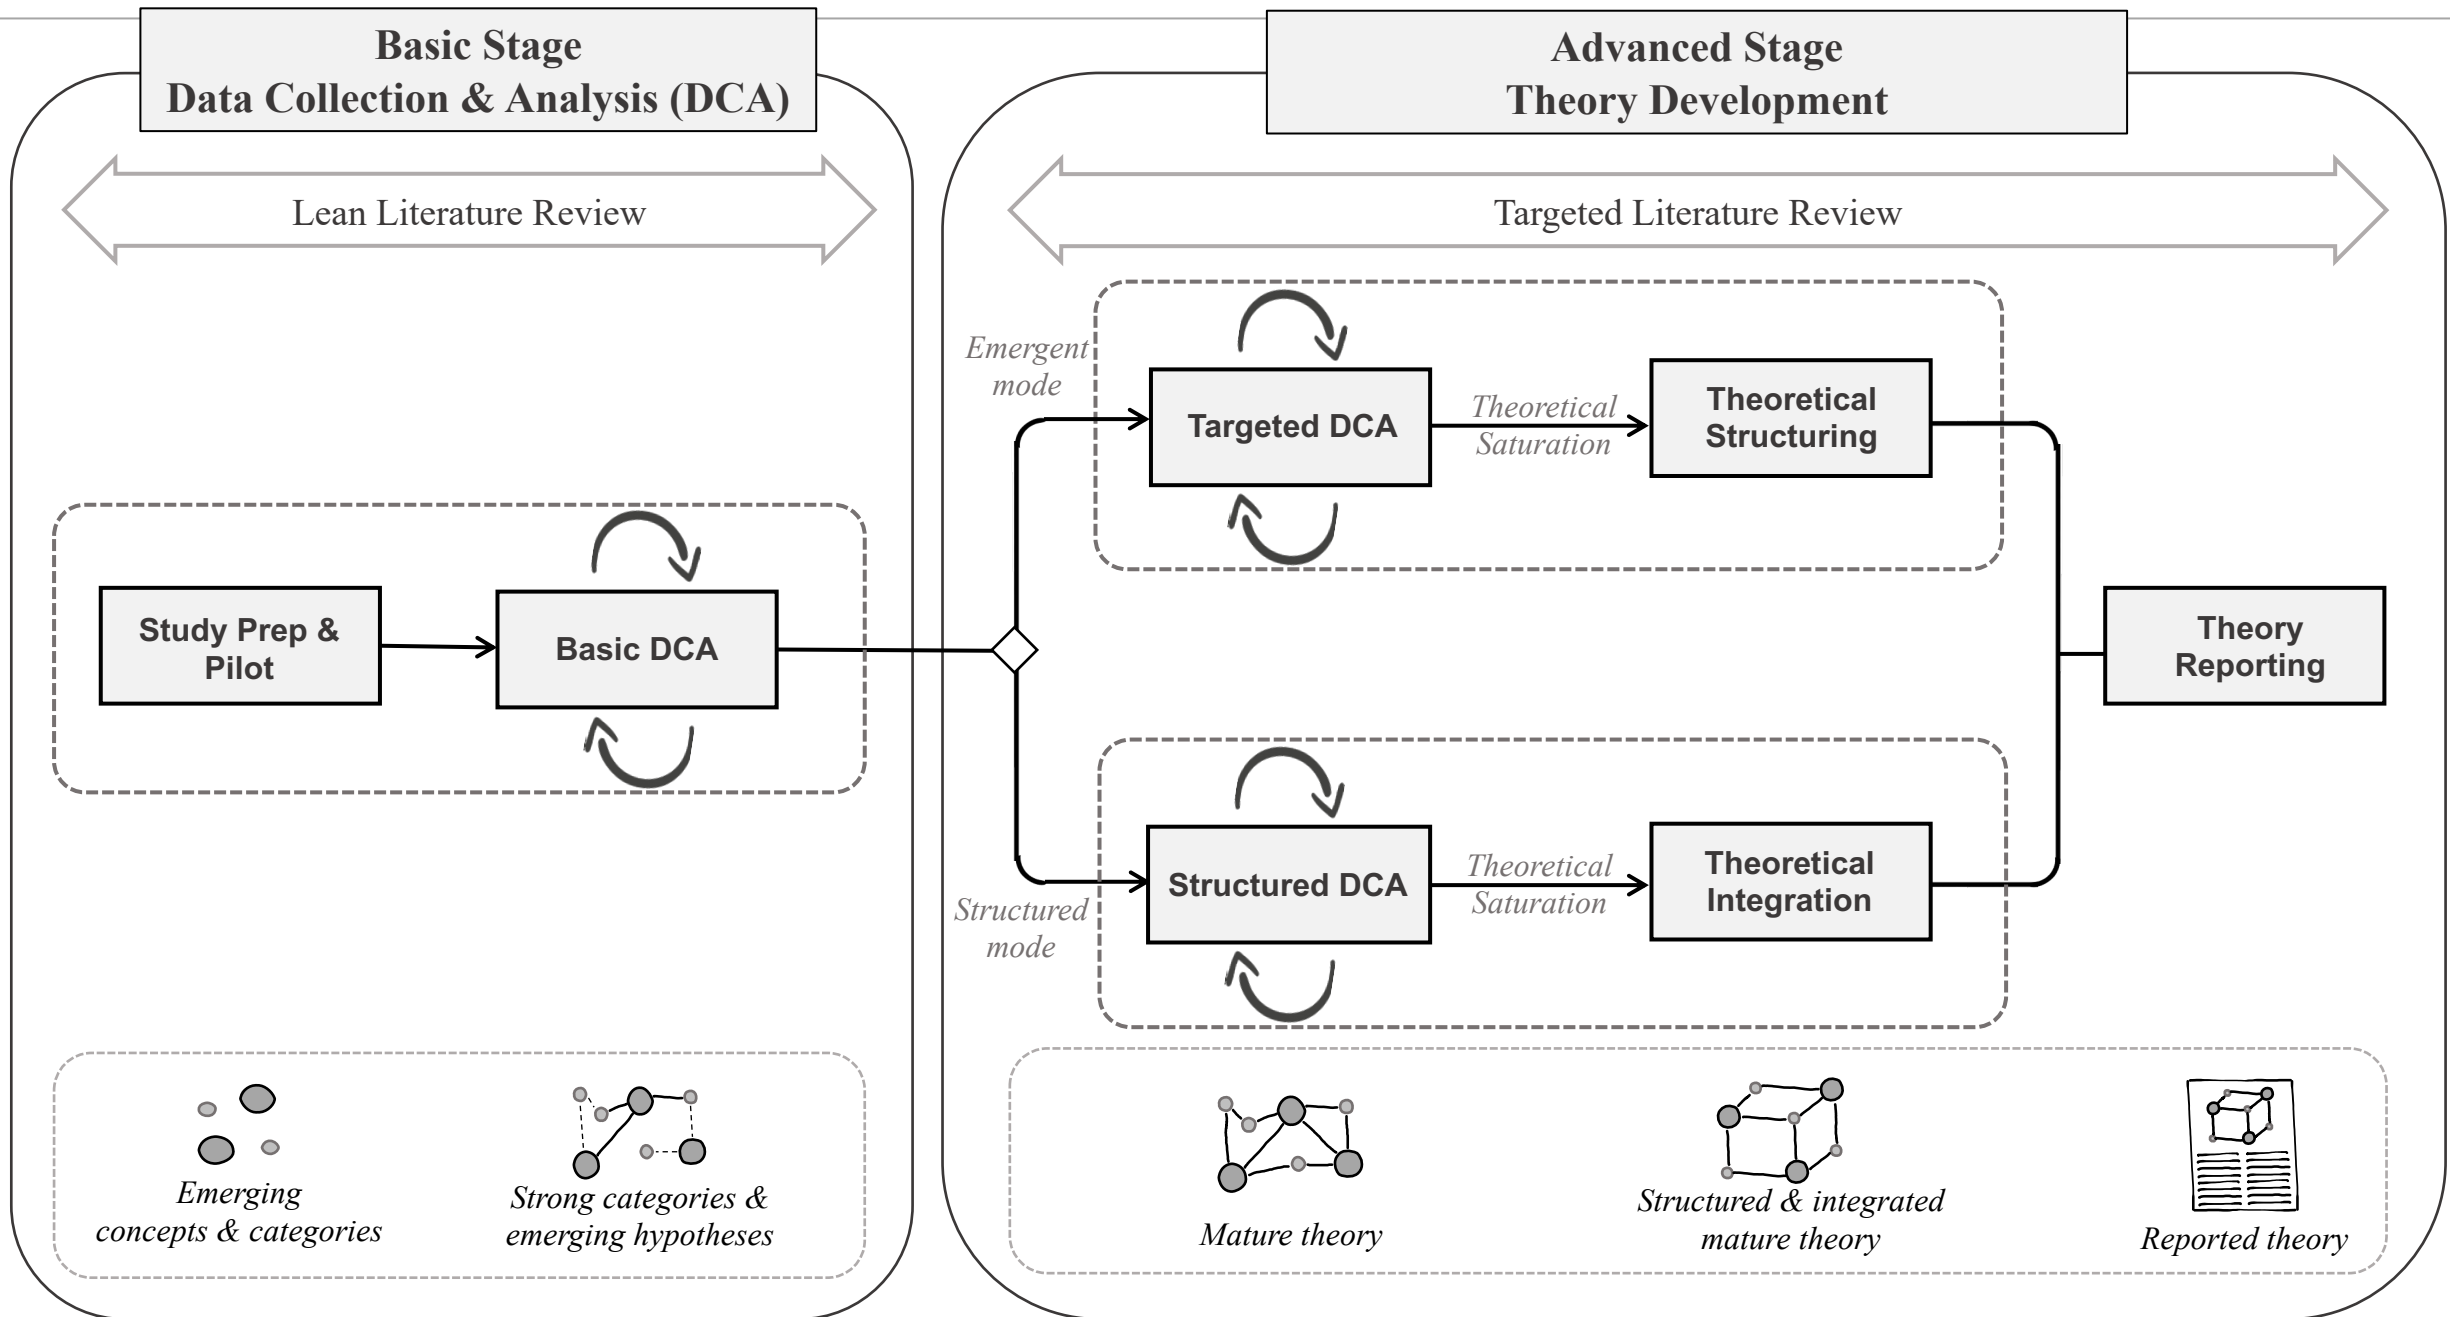 Basic Stage
Data Collection & Analysis (DCA)
Lean Literature Review
Study Prep &
Pilot
Basic DCA
Emerging
concepts & categories
Strong categories &
emerging hypotheses
Advanced Stage
Theory Development
Targeted Literature Review
Emergent
mode
Targeted DCA
Theoretical
Saturation
Theoretical
Structuring
Structured
mode
Structured DCA
Theoretical
Saturation
Theoretical
Integration
Theory
Reporting
Mature theory
Structured & integrated
mature theory
Reported theory